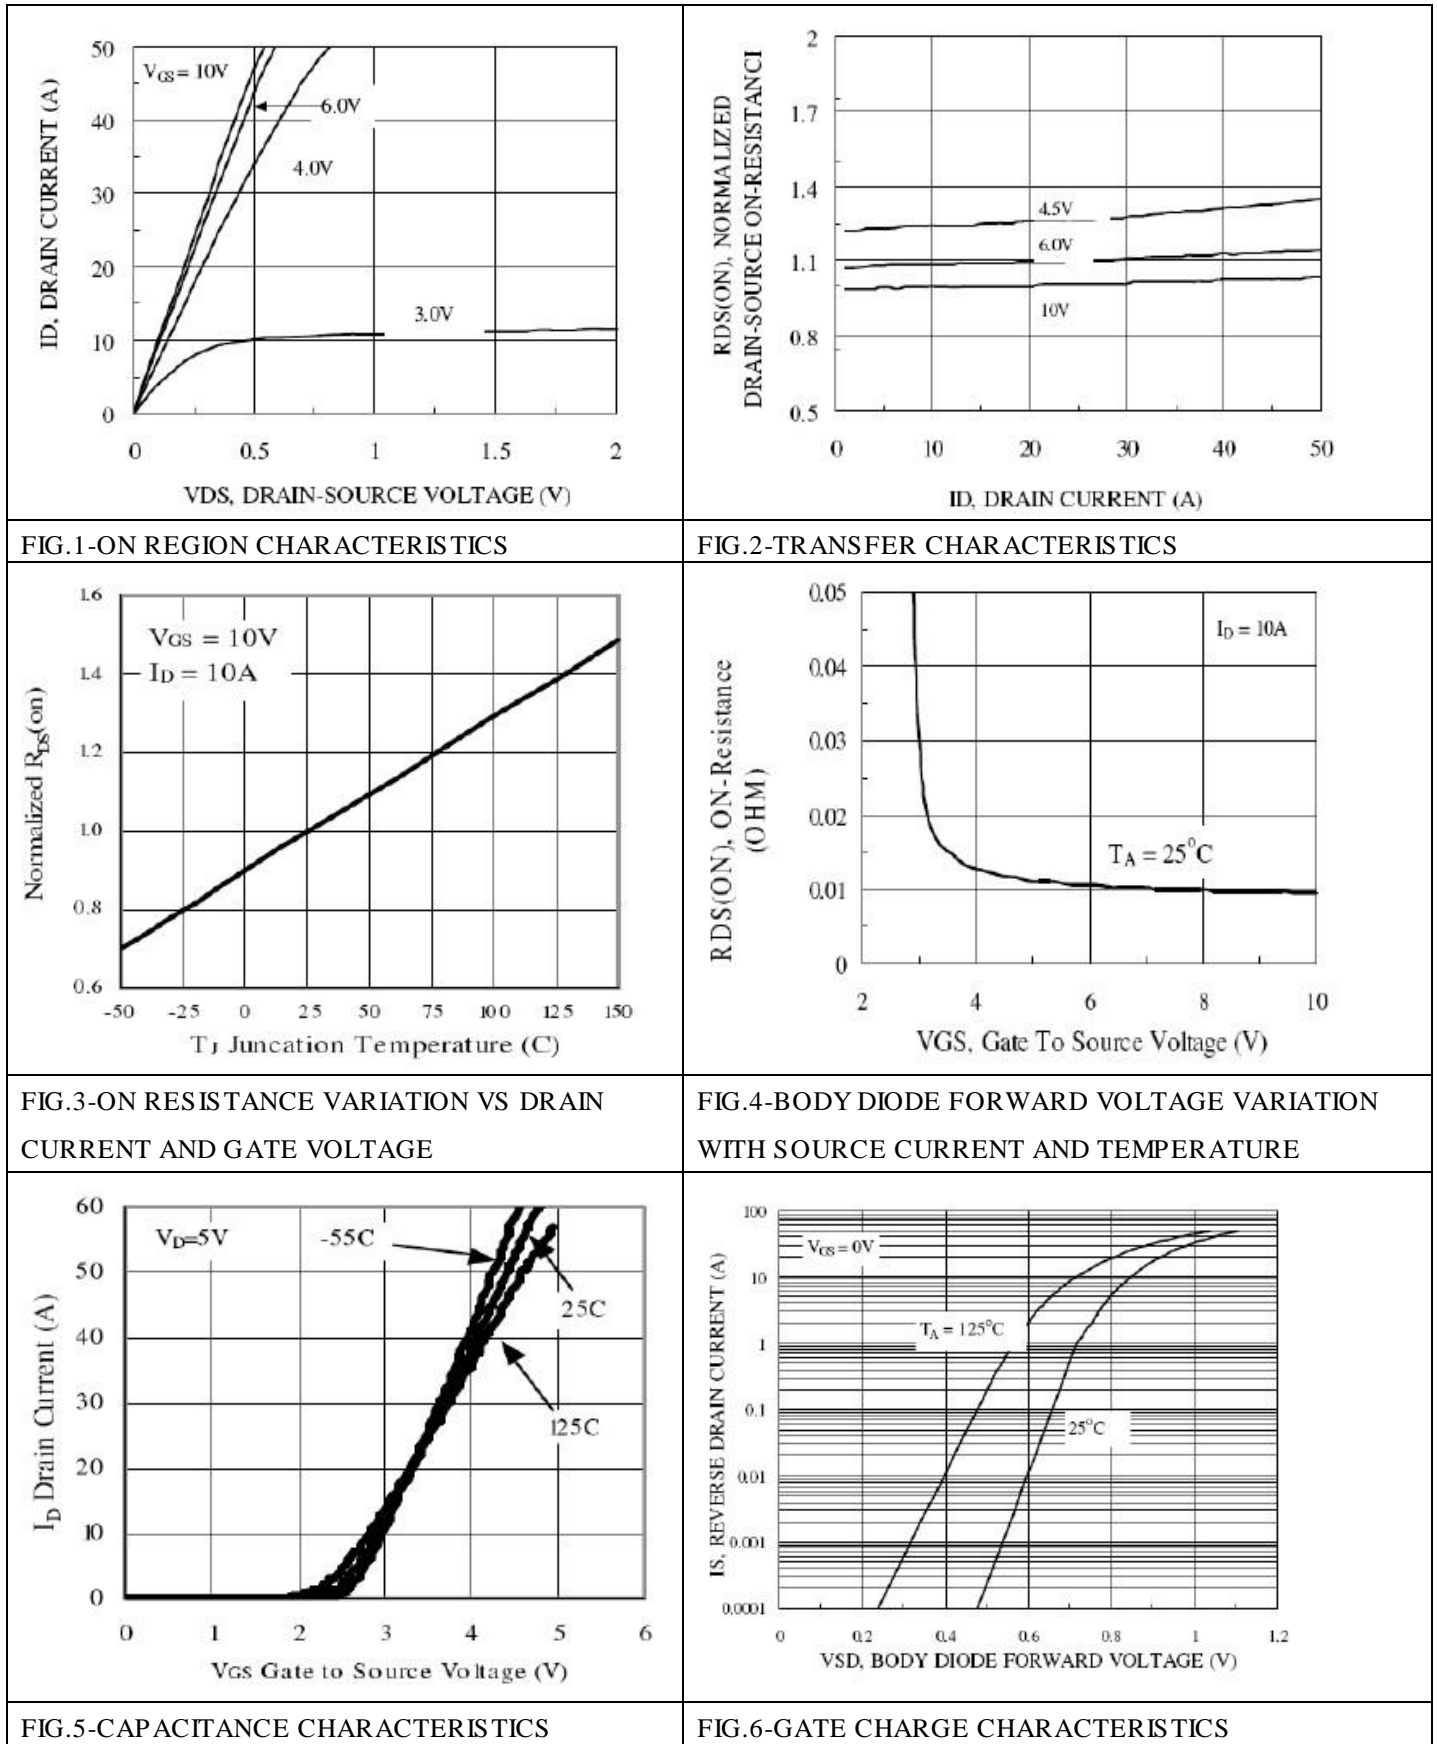 50
40
30
20
10
0
ID, DRAIN CURRENT (A)
VGS = 10V
6.0V
4.0V
3.0V
0 0.5 1 1.5 2
VDS, DRAIN-SOURCE VOLTAGE (V)
FIG.1-ON REGION CHARACTERISTICS
2
1.7
1.4
1.1
0.8
0.5
RDS(ON), NORMALIZED
DRAIN-SOURCE ON-RESISTANCI
4.5V
6.0V
10V
0 10 20 30 40 50
ID, DRAIN CURRENT (A)
FIG.2-TRANSFER CHARACTERISTICS
1.6
1.4
1.2
1.0
0.8
0.6
Normalized RDS(on)
VGS = 10V
ID = 10A
-50 -25 0 25 50 75 100 125 150
TJ Juncation Temperature (C)
FIG.3-ON RESISTANCE VARIATION VS DRAIN
CURRENT AND GATE VOLTAGE
0.05
0.04
0.03
0.02
0.01
0
RDS(ON), ON-Resistance
(OHM)
ID = 10A
TA = 25°C
2 4 6 8 10
VGS, Gate To Source Voltage (V)
FIG.4-BODY DIODE FORWARD VOLTAGE VARIATION
WITH SOURCE CURRENT AND TEMPERATURE
60
50
40
30
20
10
0
ID Drain Current (A)
VD=5V
-55C
25C
125C
0 1 2 3 4 5 6
VGS Gate to Source Voltage (V)
FIG.5-CAPACITANCE CHARACTERISTICS
100
10
1
0.1
0.01
0.001
0.0001
IS, REVERSE DRAIN CURRENT (A)
VGS = 0V
TA = 125°C
25°C
0 0.2 0.4 0.6 0.8 1 1.2
VSD, BODY DIODE FORWARD VOLTAGE (V)
FIG.6-GATE CHARGE CHARACTERISTICS